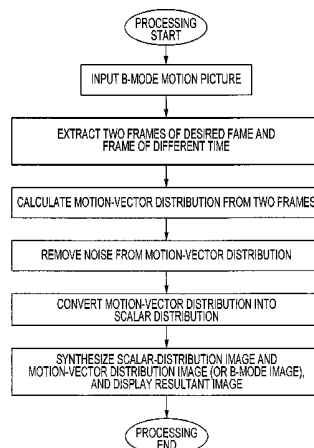 PROCESSING
START
INPUT B-MODE MOTION PICTURE
EXTRACT TWO FRAMES OF DESIRED FAME AND
FRAME OF DIFFERENT TIME
CALCULATE MOTION-VECTOR DISTRIBUTION FROM TWO FRAMES
REMOVE NOISE FROM MOTION-VECTOR DISTRIBUTION
CONVERT MOTION-VECTOR DISTRIBUTION INTO
SCALAR DISTRIBUTION
SYNTHESIZE SCALAR-DISTRIBUTION IMAGE AND
MOTION-VECTOR DISTRIBUTION IMAGE (OR B-MODE IMAGE),
AND DISPLAY RESULTANT IMAGE
PROCESSING
END